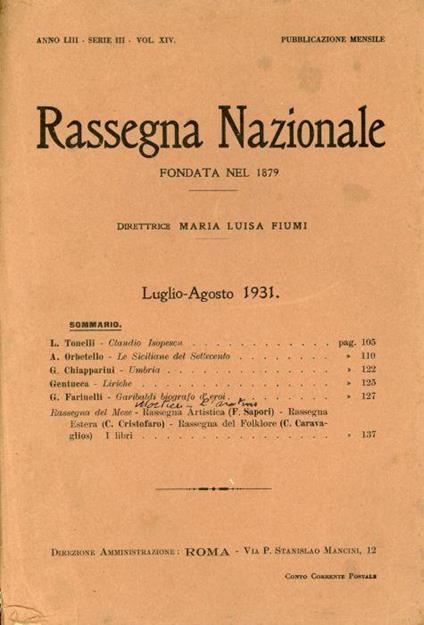 ANNO LIII - SERIE III - VOL. XIV. PUBBLICAZIONE MENSILE
Rassegna Nazionale
FONDATA NEL 1879
DIRETTRICE MARIA LUISA FIUMI
Luglio-Agosto 1931.
SOMMARIO.
L. Tonelli - Claudio Isopescu . . . . . . . . . . . . . pag. 105
A. Orbetello - Le Siciliane del Settecento . . . . . . . . . . » 110
G. Chiapparini - Umbria . . . . . . . . . . . . . . » 122
Gentucca - Liriche . . . . . . . . . . . . . . . » 125
G. Farinelli - Garibaldi biografo d'eroi . . . . . . . . . . » 127
Rassegna del Mese - Rassegna Artistica (F. Sapori) - Rassegna
Estera (C. Cristofaro) - Rassegna del Folklore (C. Carava-
glios) I libri . . . . . . . . . . . . . . . . » 137
DIREZIONE AMMINISTRAZIONE: ROMA - VIA P. STANISLAO MANCINI, 12
CONTO CORRENTE POSTALE